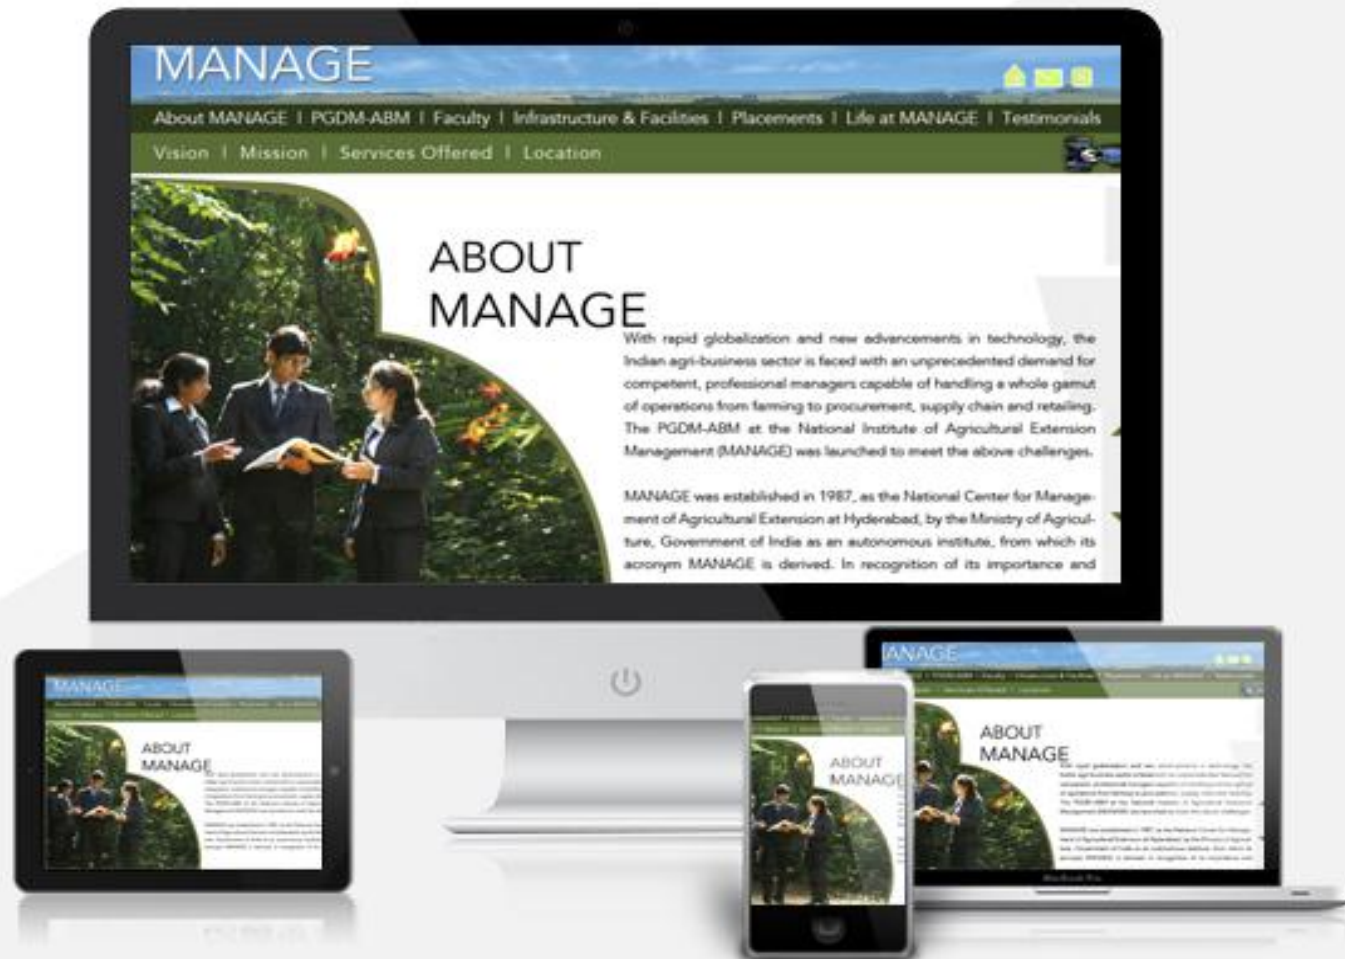 MANAGE
About MANAGE | PGDM-ABM | Faculty | Infrastructure & Facilities | Placements | Life at MANAGE | Testimonials
Vision | Mission | Services Offered | Location
ABOUT
MANAGE
With rapid globalization and new advancements in technology, the
Indian agri-business sector is faced with an unprecedented demand for
competent, professional managers capable of handling a whole gamut
of operations from farming to procurement, supply chain and retailing.
The PGDM-ABM at the National Institute of Agricultural Extension
Management (MANAGE) was launched to meet the above challenges.
MANAGE was established in 1987, as the National Center for Manage-
ment of Agricultural Extension at Hyderabad, by the Ministry of Agricul-
ture, Government of India as an autonomous institute, from which its
acronym MANAGE is derived. In recognition of its importance and
MANAGE
ABOUT
MANAGE
ABOUT
MANAGE
ANAGE
ABOUT
MANAGE
MacBook Pro